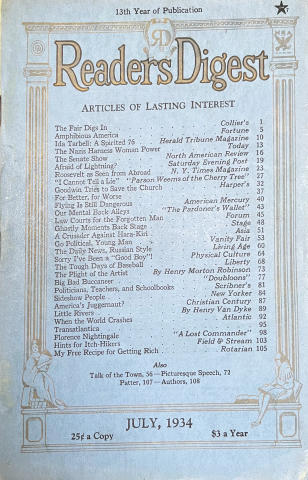 13th Year of Publication
RD
Readers Digest
ARTICLES OF LASTING INTEREST
The Fair Digs In Collier's 1
Amphibious America Fortune 5
Ida Tarbell: A Spirited 76 Herald Tribune Magazine 10
The Nazis Harness Woman Power Today 13
The Senate Show North American Review 16
Afraid of Lightning? Saturday Evening Post 19
Roosevelt as Seen from Abroad N. Y. Times Magazine 23
"I Cannot Tell a Lie" "Parson Weems of the Cherry Tree" 27
Goodwin Tries to Save the Church Harper's 32
For Better, for Worse 37
Flying Is Still Dangerous American Mercury 40
Our Mental Back Alleys "The Pardoner's Wallet" 43
Law Courts for the Forgotten Man Forum 45
Ghastly Moments Back Stage Stage 48
A Crusader Against Hara-Kiri Asia 51
Go Political, Young Man Vanity Fair 53
The Daily News, Russian Style Living Age 60
Sorry I've Been a "Good Boy"! Physical Culture 64
The Tough Days of Baseball Liberty 68
The Plight of the Artist By Henry Morton Robinson 73
Big Bad Buccaneer "Doubloons" 77
Politicians, Teachers, and Schoolbooks Scribner's 81
Sideshow People New Yorker 84
America's Juggernaut? Christian Century 87
Little Rivers By Henry Van Dyke 89
When the World Crashes Atlantic 92
Transatlantica 95
Florence Nightingale "A Lost Commander" 98
Hints for Itch-Hikers Field & Stream 103
My Free Recipe for Getting Rich Rotarian 105
Also
Talk of the Town, 56—Picturesque Speech, 72
Patter, 107—Authors, 108
JULY, 1934
25¢ a Copy
$3 a Year